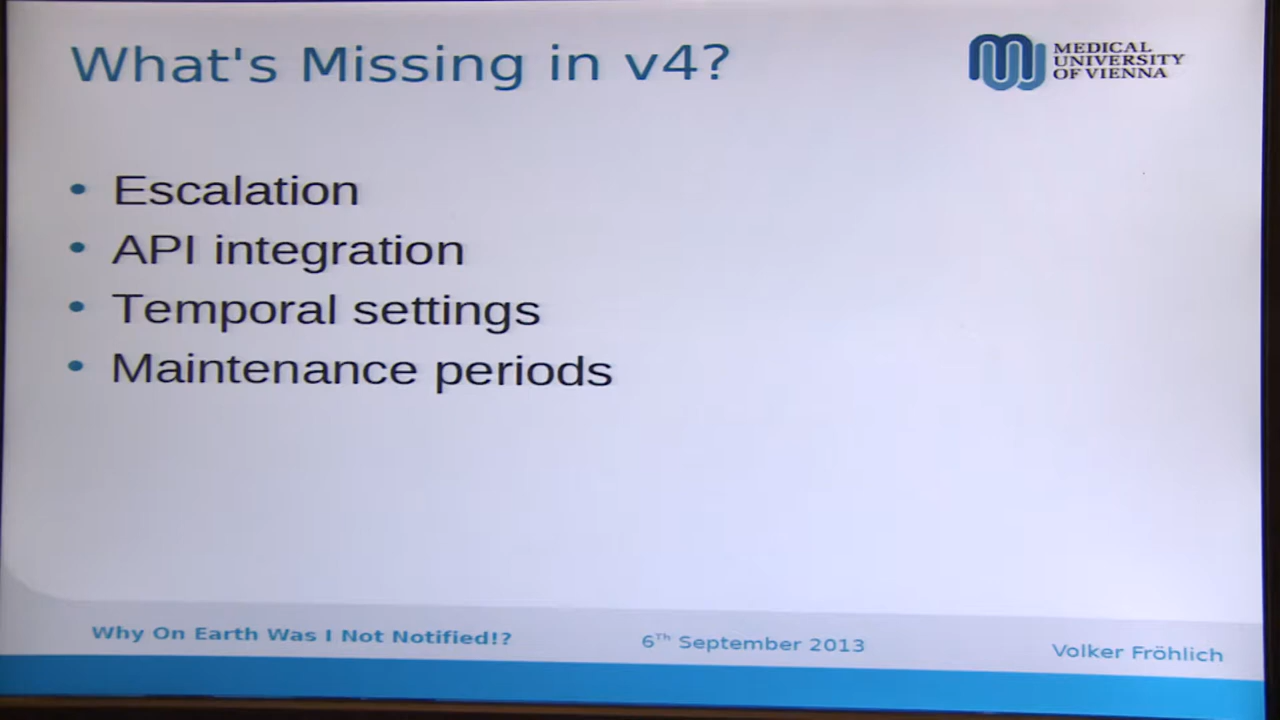 What's Missing in v4?
MEDICAL
UNIVERSITY
OF VIENNA
• Escalation
• API integration
• Temporal settings
• Maintenance periods
Why On Earth Was I Not Notified!?
6Th September 2013
Volker Fröhlich